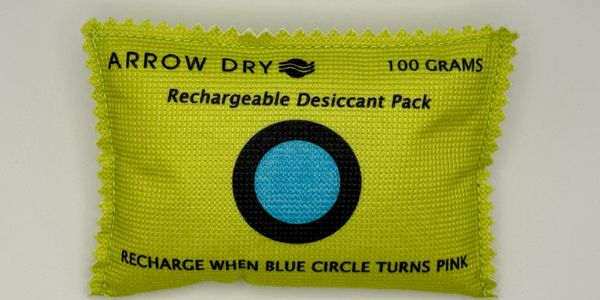 ARROW DRY 100 GRAMS
Rechargeable Desiccant Pack
RECHARGE WHEN BLUE CIRCLE TURNS PINK